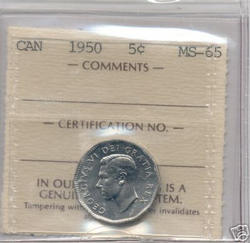 CAN 1950 5¢ MS-65
— COMMENTS —
— CERTIFICATION NO. —
GEORGIVS VI DEI GRATIA REX
IN OU IS A
GENUI TEM.
Tampering with invalidates